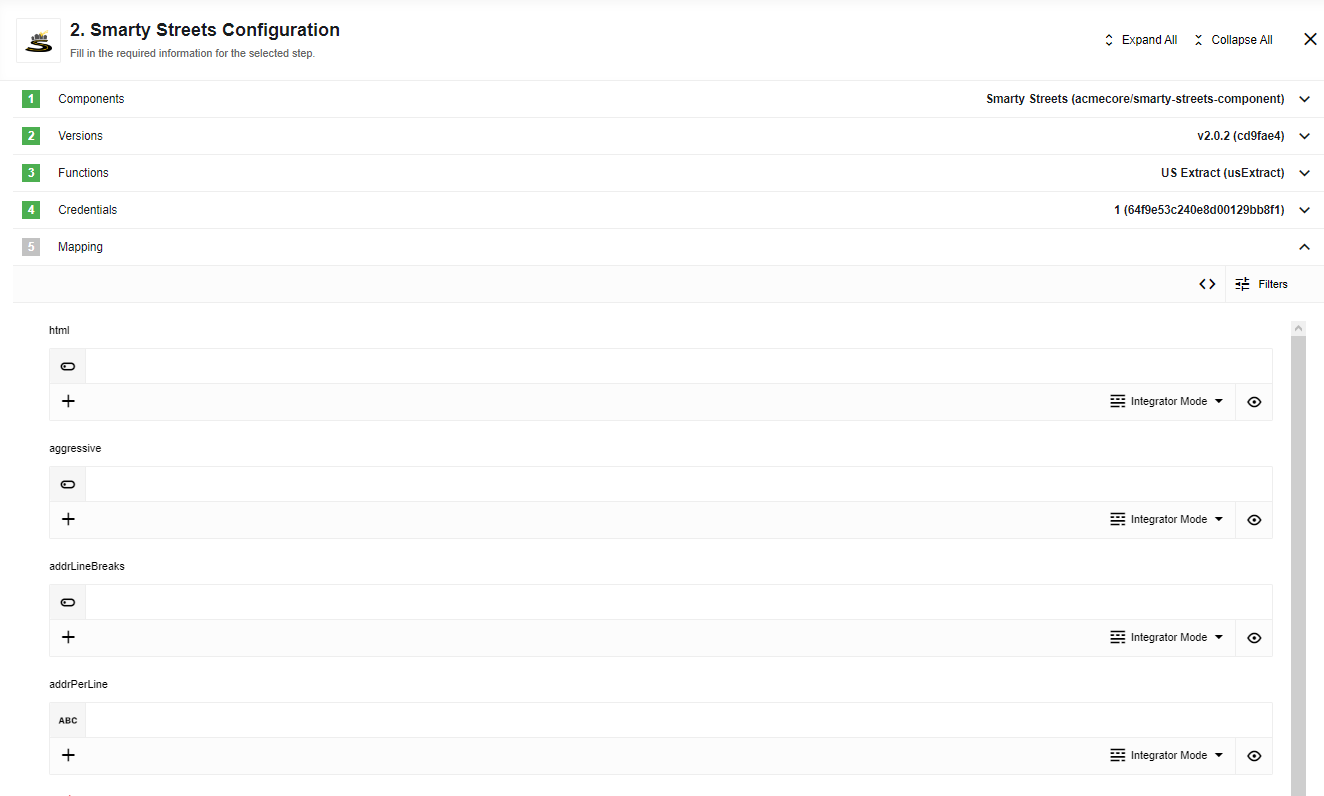 2. Smarty Streets Configuration
Fill in the required information for the selected step.
Expand All
Collapse All
1 Components Smarty Streets (acmecore/smarty-streets-component)
2 Versions v2.0.2 (cd9fae4)
3 Functions US Extract (usExtract)
4 Credentials 1 (64f9e53c240e8d00129bb8f1)
5 Mapping
Filters
html
Integrator Mode
aggressive
Integrator Mode
addrLineBreaks
Integrator Mode
addrPerLine
ABC
Integrator Mode